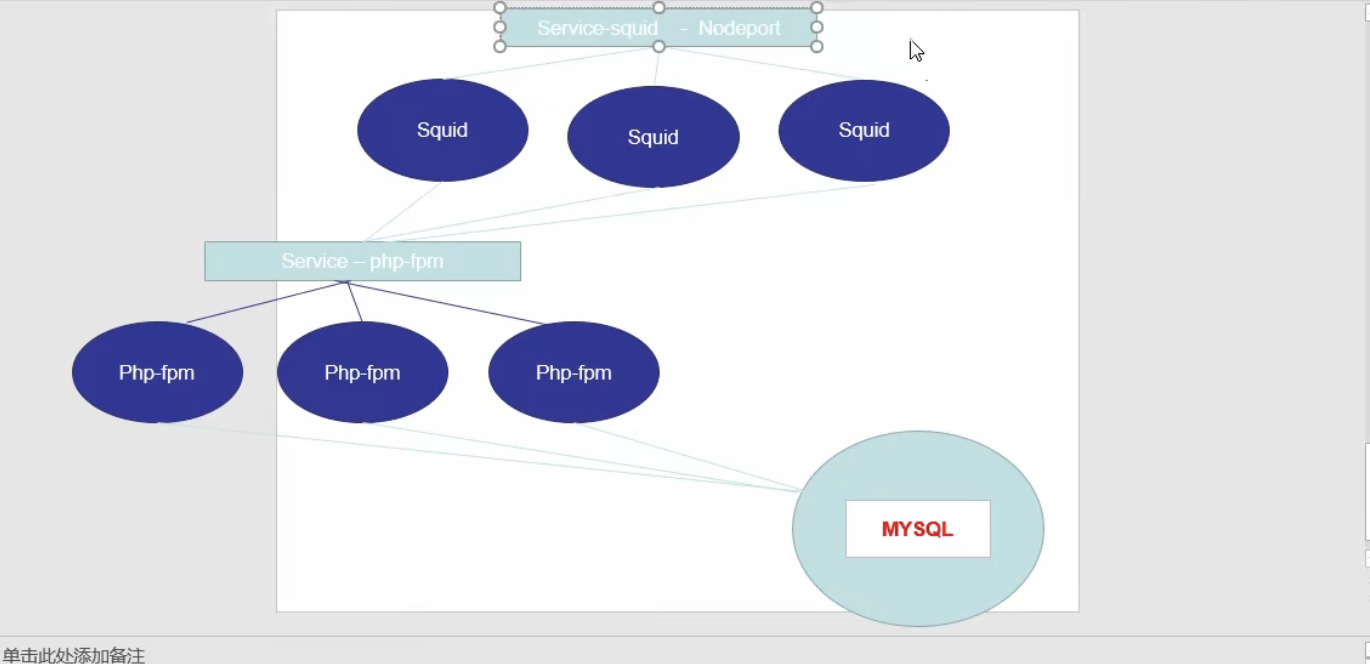 Service-squid - Nodeport
Squid
Squid
Squid
Service – php-fpm
Php-fpm
Php-fpm
Php-fpm
MYSQL
单击此处添加备注